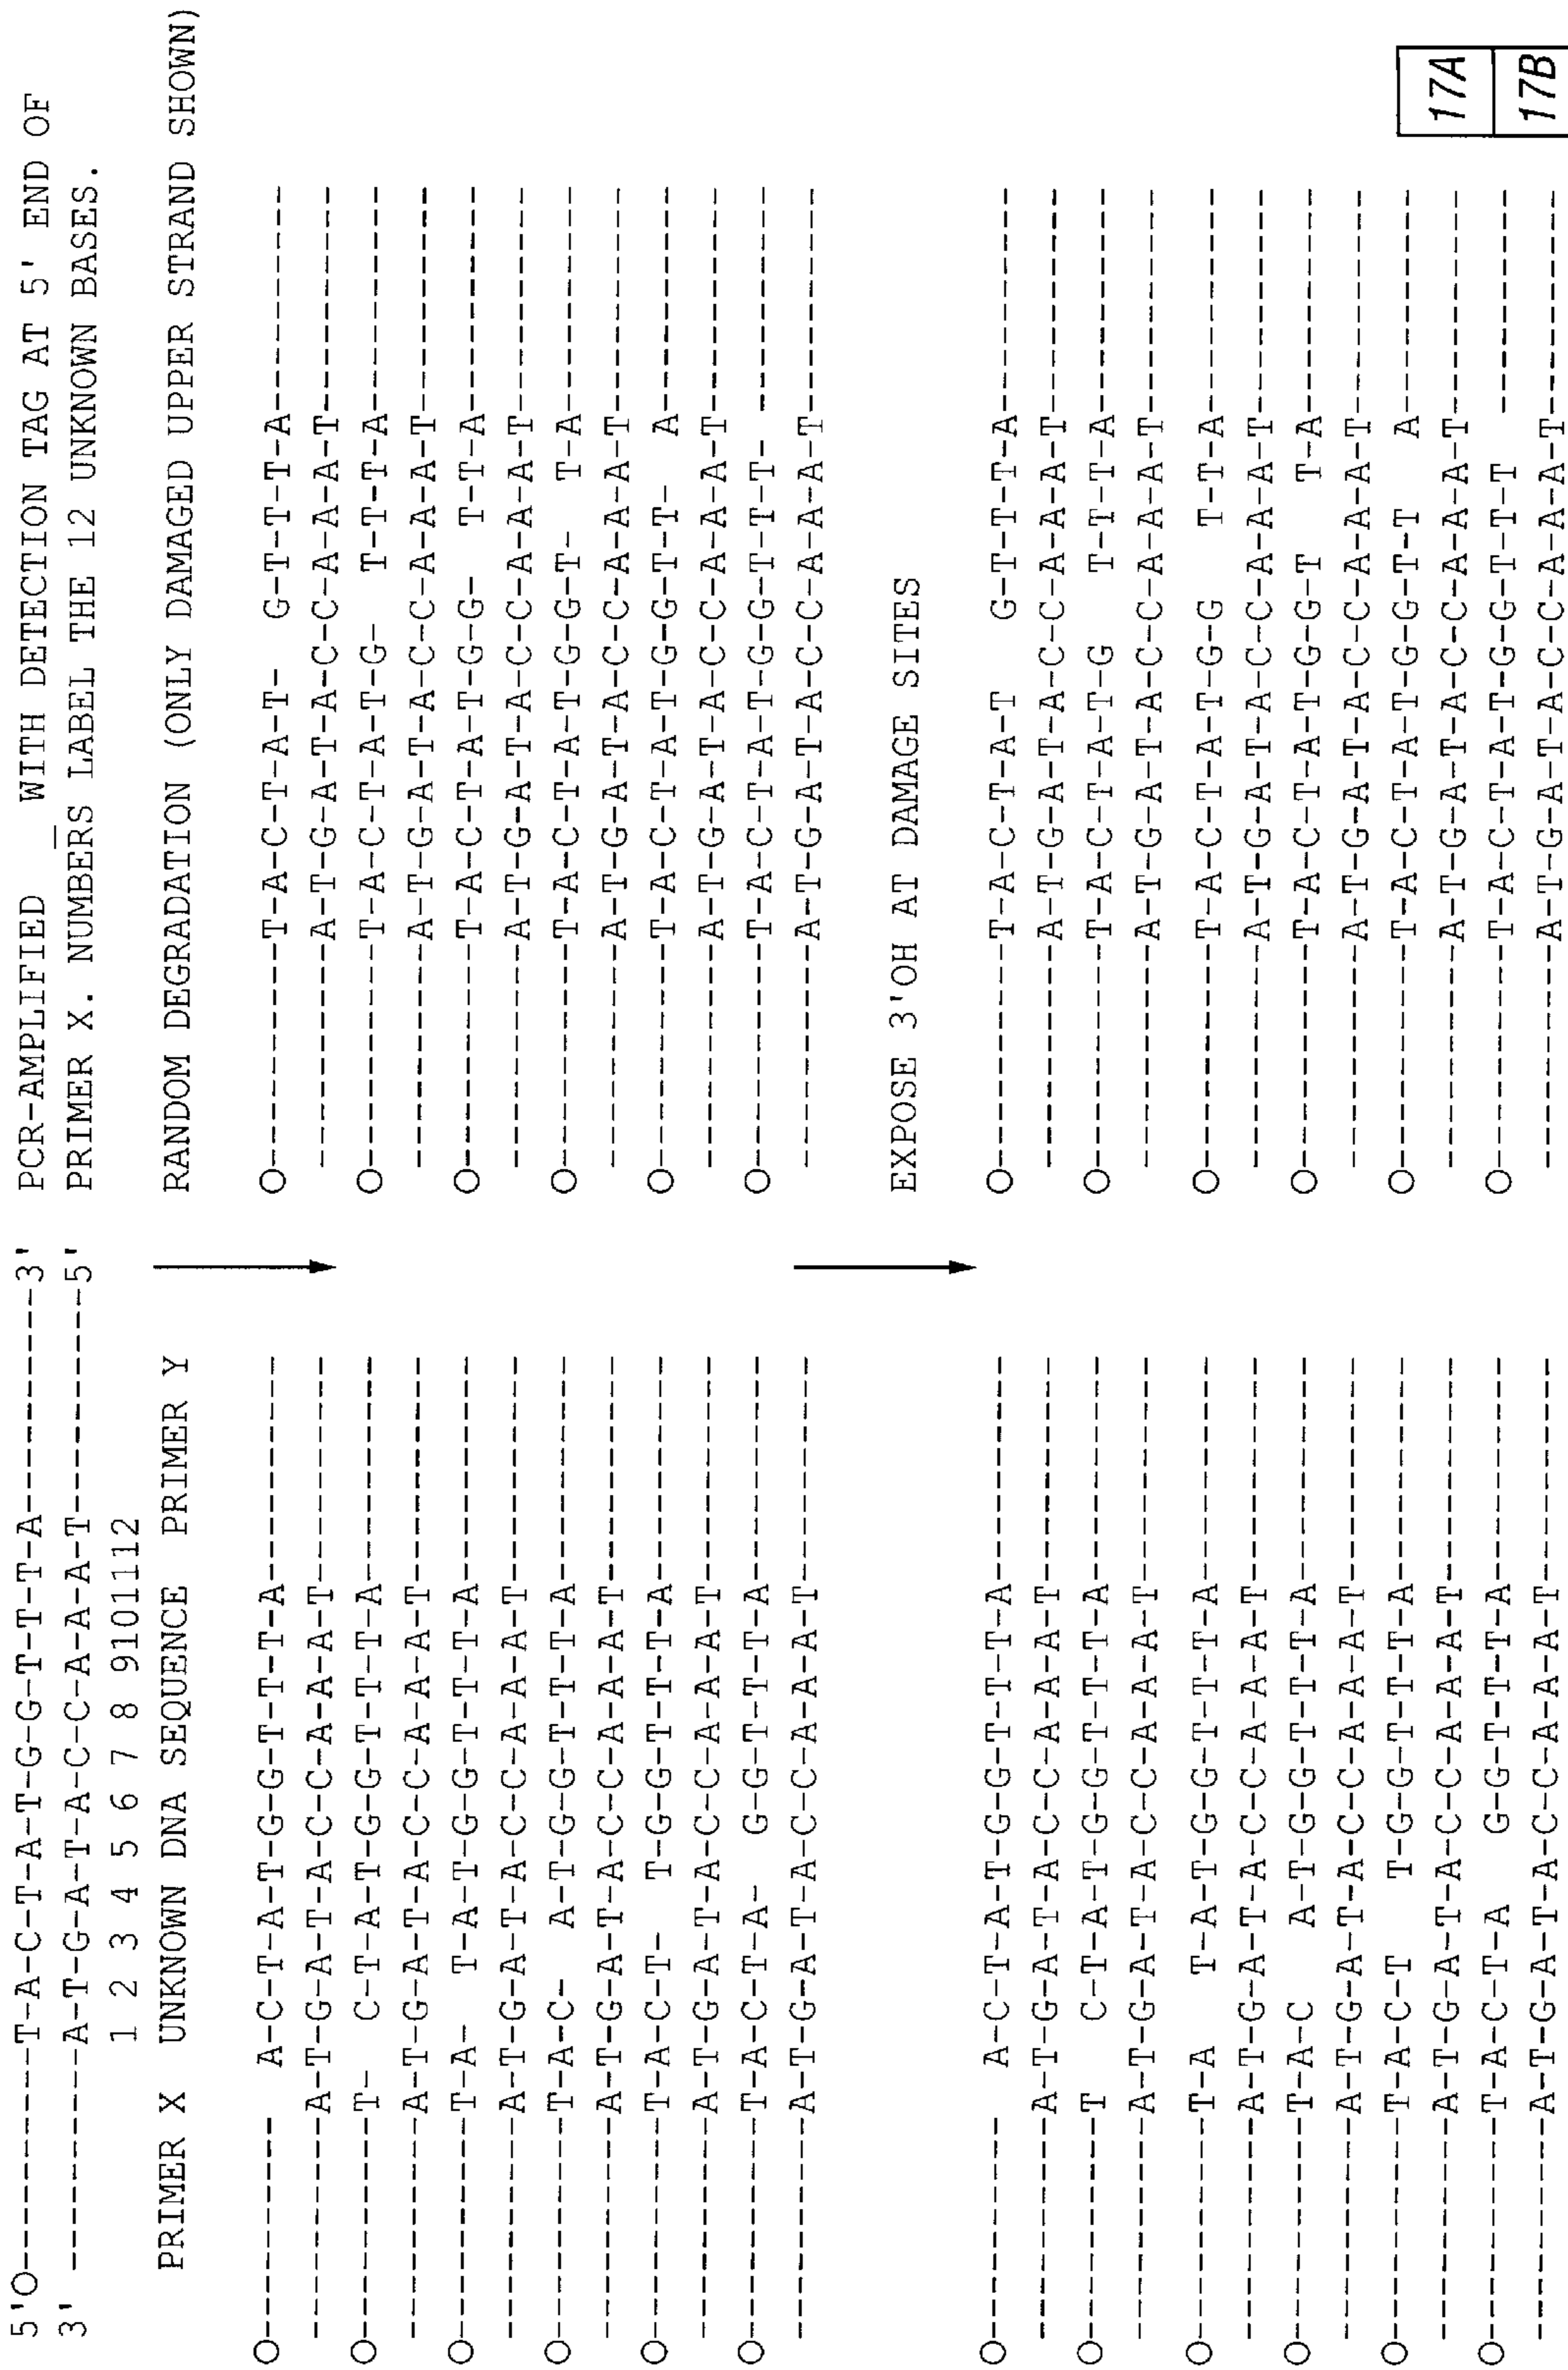 5'O---------T-A-C-T-A-T-G-G-T-T-T-A---------3' PCR-AMPLIFIED _ WITH DETECTION TAG AT 5' END OF
3' ---------A-T-G-A-T-A-C-C-A-A-A-T---------5' PRIMER X. NUMBERS LABEL THE 12 UNKNOWN BASES.
1 2 3 4 5 6 7 8 9101112
PRIMER X UNKNOWN DNA SEQUENCE PRIMER Y RANDOM DEGRADATION (ONLY DAMAGED UPPER STRAND SHOWN)
O--------- A-C-T-A-T-G-G-T-T-T-A--------- O---------T-A-C-T-A-T- G-T-T-T-A---------
---------A-T-G-A-T-A-C-C-A-A-A-T--------- ---------A-T-G-A-T-A-C-C-A-A-A-T---------
O---------T- C-T-A-T-G-G-T-T-T-A--------- O---------T-A-C-T-A-T-G- T-T-T-A---------
---------A-T-G-A-T-A-C-C-A-A-A-T--------- ---------A-T-G-A-T-A-C-C-A-A-A-T---------
O---------T-A- T-A-T-G-G-T-T-T-A--------- O---------T-A-C-T-A-T-G-G- T-T-A---------
---------A-T-G-A-T-A-C-C-A-A-A-T--------- ---------A-T-G-A-T-A-C-C-A-A-A-T---------
O---------T-A-C- A-T-G-G-T-T-T-A--------- O---------T-A-C-T-A-T-G-G-T- T-A---------
---------A-T-G-A-T-A-C-C-A-A-A-T--------- ---------A-T-G-A-T-A-C-C-A-A-A-T---------
O---------T-A-C-T- T-G-G-T-T-T-A--------- O---------T-A-C-T-A-T-G-G-T-T- A---------
---------A-T-G-A-T-A-C-C-A-A-A-T--------- ---------A-T-G-A-T-A-C-C-A-A-A-T---------
O---------T-A-C-T-A- G-G-T-T-T-A--------- O---------T-A-C-T-A-T-G-G-T-T-T- ---------
---------A-T-G-A-T-A-C-C-A-A-A-T--------- ---------A-T-G-A-T-A-C-C-A-A-A-T---------
EXPOSE 3'OH AT DAMAGE SITES
O--------- A-C-T-A-T-G-G-T-T-T-A--------- O---------T-A-C-T-A-T G-T-T-T-A---------
---------A-T-G-A-T-A-C-C-A-A-A-T--------- ---------A-T-G-A-T-A-C-C-A-A-A-T---------
O---------T C-T-A-T-G-G-T-T-T-A--------- O---------T-A-C-T-A-T-G T-T-T-A---------
---------A-T-G-A-T-A-C-C-A-A-A-T--------- ---------A-T-G-A-T-A-C-C-A-A-A-T---------
O---------T-A T-A-T-G-G-T-T-T-A--------- O---------T-A-C-T-A-T-G-G T-T-A---------
---------A-T-G-A-T-A-C-C-A-A-A-T--------- ---------A-T-G-A-T-A-C-C-A-A-A-T---------
O---------T-A-C A-T-G-G-T-T-T-A--------- O---------T-A-C-T-A-T-G-G-T T-A---------
---------A-T-G-A-T-A-C-C-A-A-A-T--------- ---------A-T-G-A-T-A-C-C-A-A-A-T---------
O---------T-A-C-T T-G-G-T-T-T-A--------- O---------T-A-C-T-A-T-G-G-T-T A---------
---------A-T-G-A-T-A-C-C-A-A-A-T--------- ---------A-T-G-A-T-A-C-C-A-A-A-T---------
O---------T-A-C-T-A G-G-T-T-T-A--------- O---------T-A-C-T-A-T-G-G-T-T-T ---------
---------A-T-G-A-T-A-C-C-A-A-A-T--------- ---------A-T-G-A-T-A-C-C-A-A-A-T---------
17A
17B